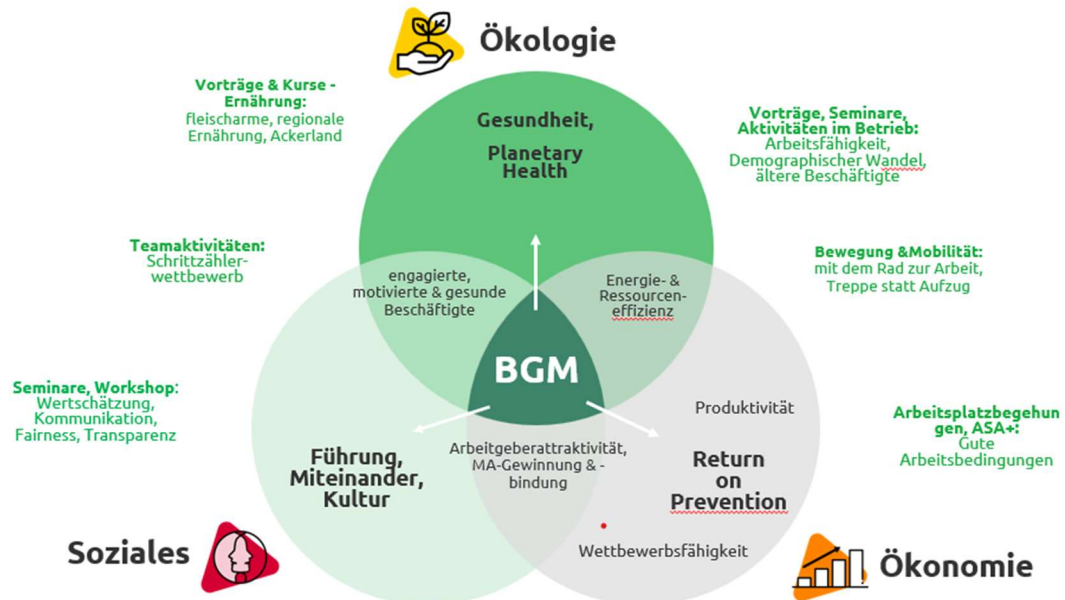 Ökologie
Vorträge & Kurse -
Ernährung:
fleischarme, regionale
Ernährung, Ackerland
Gesundheit,
Planetary
Health
Vorträge, Seminare,
Aktivitäten im Betrieb:
Arbeitsfähigkeit,
Demographischer Wandel,
ältere Beschäftigte
Teamaktivitäten:
Schrittzähler-
wettbewerb
engagierte,
motivierte & gesunde
Beschäftigte
Energie- &
Ressourcen-
effizienz
Bewegung &Mobilität:
mit dem Rad zur Arbeit,
Treppe statt Aufzug
BGM
Seminare, Workshop:
Wertschätzung,
Kommunikation,
Fairness, Transparenz
Führung,
Miteinander,
Kultur
Arbeitgeberattraktivität,
MA-Gewinnung & -
bindung
Produktivität
Return
on
Prevention
Wettbewerbsfähigkeit
Arbeitsplatzbegehun
gen, ASA+:
Gute
Arbeitsbedingungen
Soziales
Ökonomie